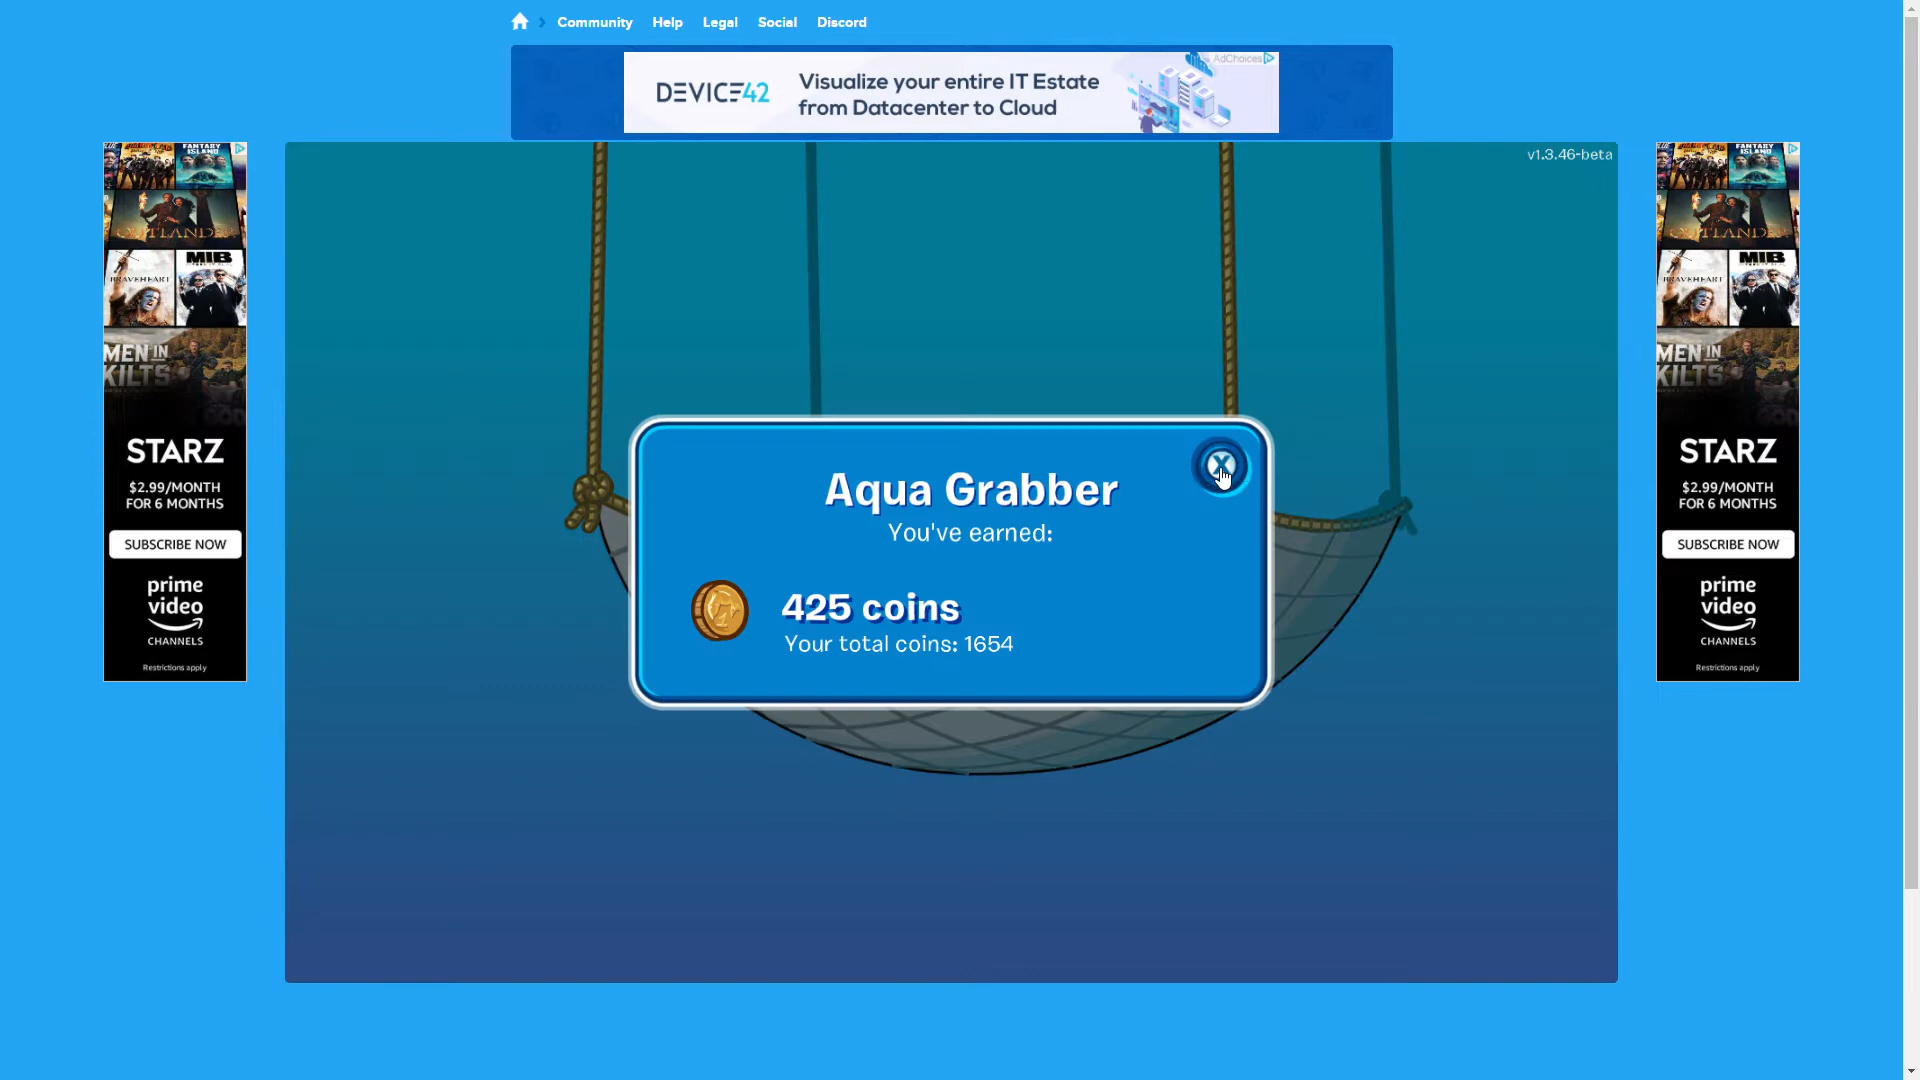 Community Help Legal Social Discord
DEVICE42
Visualize your entire IT Estate
from Datacenter to Cloud
AdChoices
v1.3.46-beta
FANTASY
ISLAND
OUTLANDER
BRAVEHEART
MIB
MEN IN
KILTS
STARZ
$2.99/MONTH
FOR 6 MONTHS
SUBSCRIBE NOW
prime
video
CHANNELS
Restrictions apply
Aqua Grabber
You've earned:
425 coins
Your total coins: 1654
X
FANTASY
ISLAND
OUTLANDER
BRAVEHEART
MIB
MEN IN
KILTS
STARZ
$2.99/MONTH
FOR 6 MONTHS
SUBSCRIBE NOW
prime
video
CHANNELS
Restrictions apply